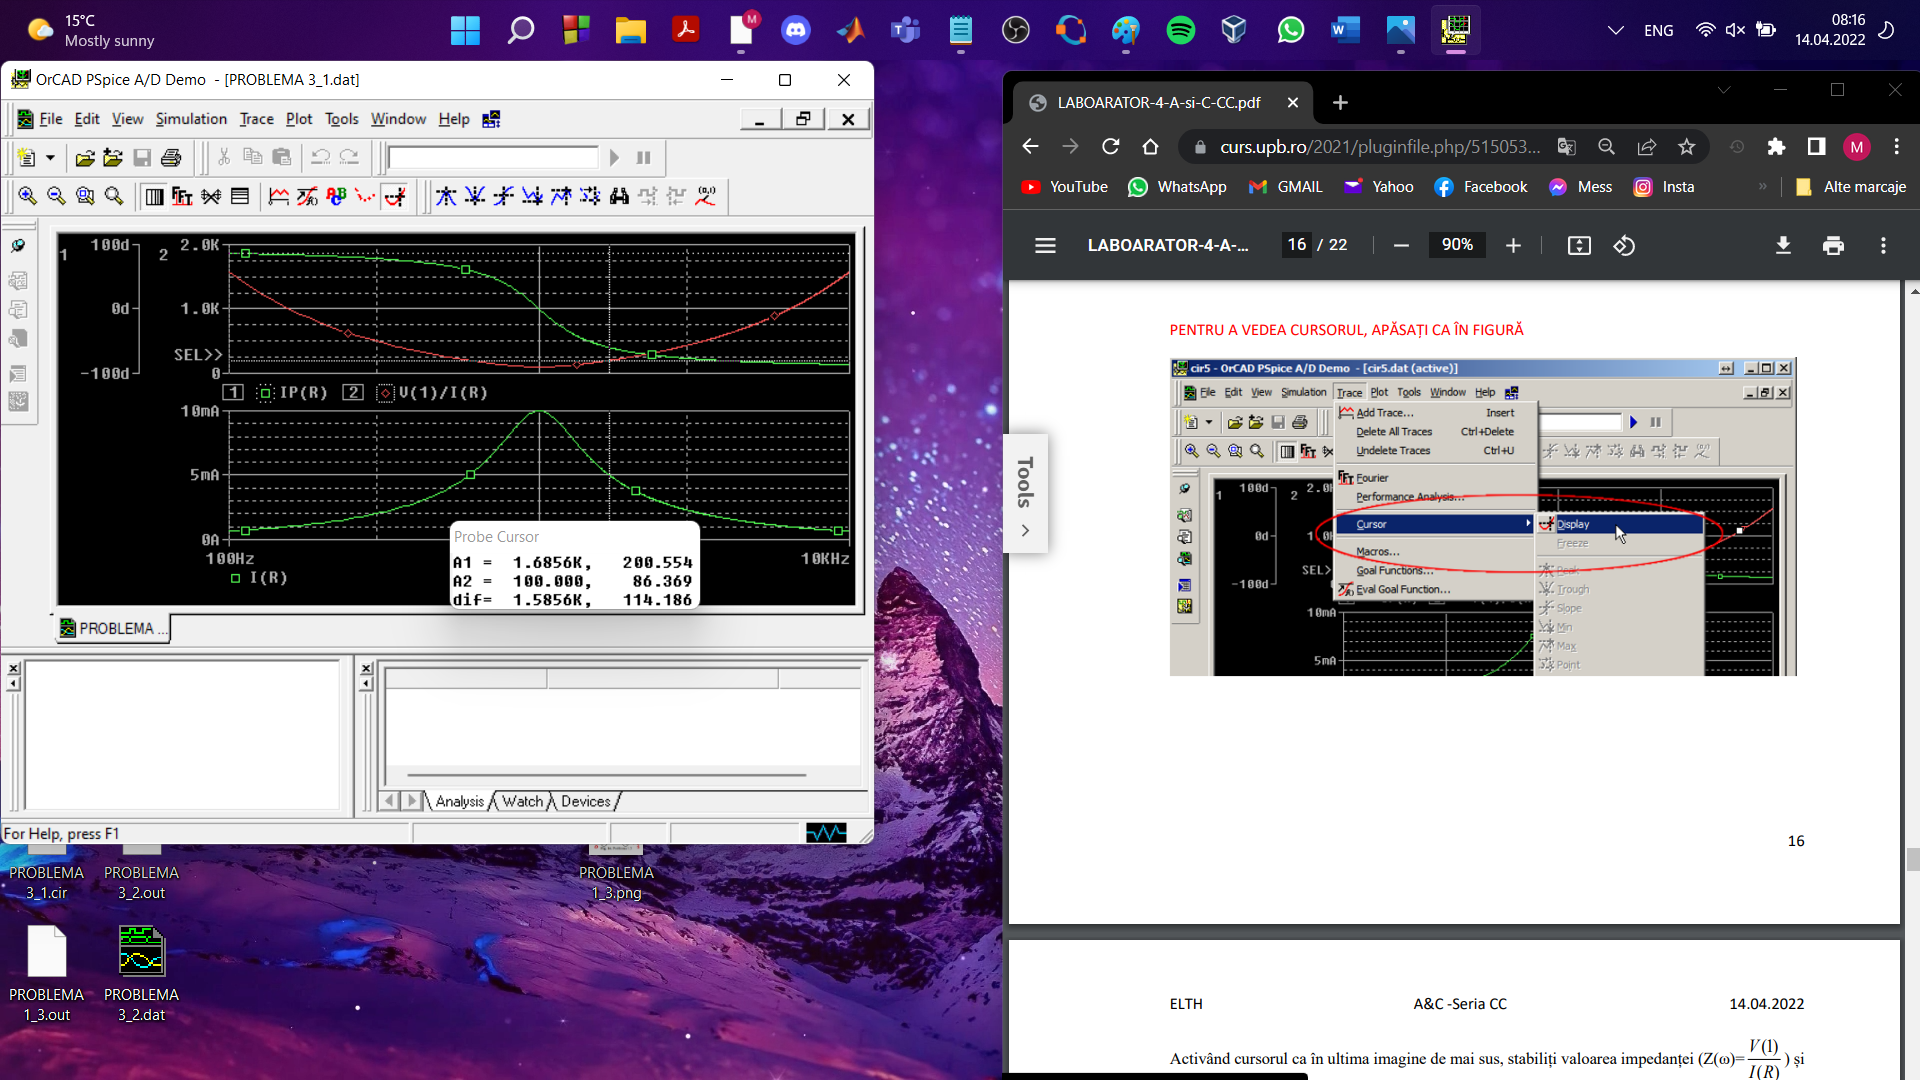 15°C
Mostly sunny
M
ENG
08:16
14.04.2022
OrCAD PSpice A/D Demo - [PROBLEMA 3_1.dat]
File Edit View Simulation Trace Plot Tools Window Help
1
100d
0d
-100d
2
2.0K
1.0K
SEL>>
0
1 IP(R) 2 V(1)/I(R)
10mA
5mA
0A
100Hz
10KHz
I(R)
Probe Cursor
A1 = 1.6856K, 200.554
A2 = 100.000, 86.369
dif= 1.5856K, 114.186
PROBLEMA ...
Analysis Watch Devices
For Help, press F1
PROBLEMA 3_1.cir
PROBLEMA 3_2.out
PROBLEMA 1_3.png
PROBLEMA 1_3.out
PROBLEMA 3_2.dat
LABOARATOR-4-A-si-C-CC.pdf
curs.upb.ro/2021/pluginfile.php/515053...
M
YouTube WhatsApp GMAIL Yahoo Facebook Mess Insta » Alte marcaje
LABOARATOR-4-A-... 16 / 22 90%
Tools
PENTRU A VEDEA CURSORUL, APĂSAȚI CA ÎN FIGURĂ
cir5 - OrCAD PSpice A/D Demo - [cir5.dat (active)]
File Edit View Simulation Trace Plot Tools Window Help
Add Trace... Insert
Delete All Traces Ctrl+Delete
Undelete Traces Ctrl+U
Fourier
Performance Analysis...
Cursor
Macros...
Goal Functions...
Eval Goal Function...
Display
Freeze
Peak
Trough
Slope
Min
Max
Point
1
100d
0d
-100d
2
2.0
1.0
SEL>
10mA
5mA
16
ELTH A&C -Seria CC 14.04.2022
Activând cursorul ca în ultima imagine de mai sus, stabiliți valoarea impedanței (Z(ω)=V(1)/I(R)) și